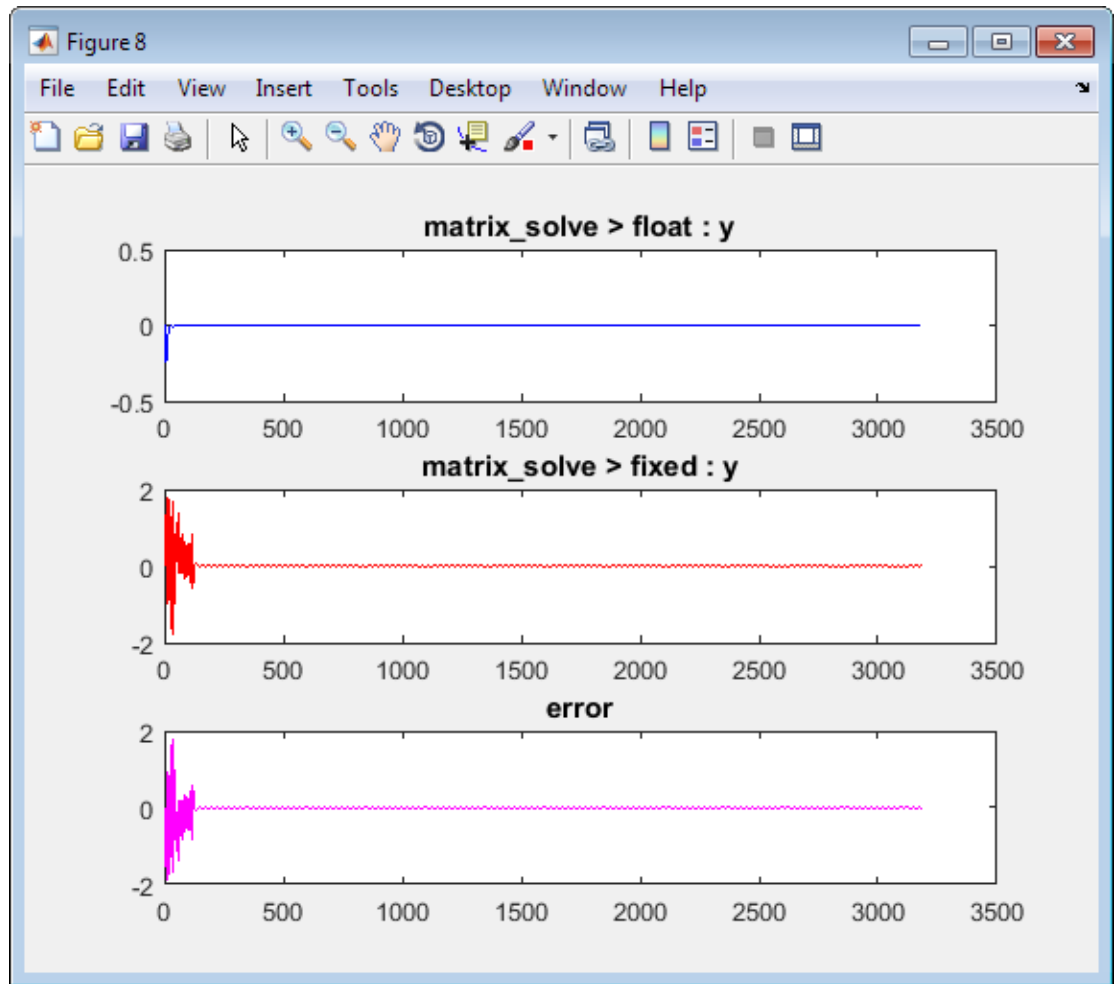 Figure 8
File Edit View Insert Tools Desktop Window Help
matrix_solve > float : y
0.5
0
-0.5
0 500 1000 1500 2000 2500 3000 3500
matrix_solve > fixed : y
2
0
-2
0 500 1000 1500 2000 2500 3000 3500
error
2
0
-2
0 500 1000 1500 2000 2500 3000 3500